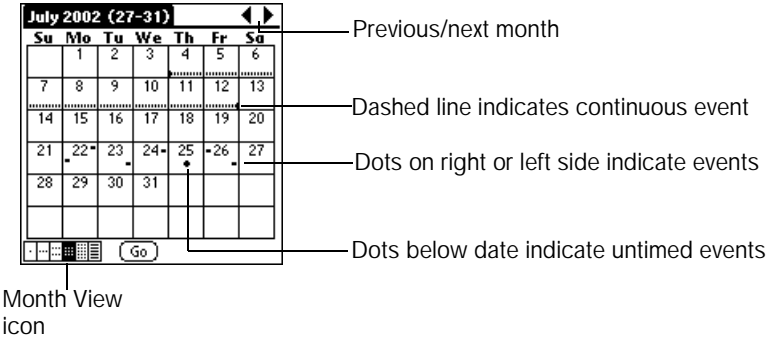 July 2002 (27-31)
Previous/next month
Su Mo Tu We Th Fr Sa
1 2 3 4 5 6
7 8 9 10 11 12 13
Dashed line indicates continuous event
14 15 16 17 18 19 20
21 22 23 24 25 26 27
Dots on right or left side indicate events
28 29 30 31
Go
Dots below date indicate untimed events
Month View
icon